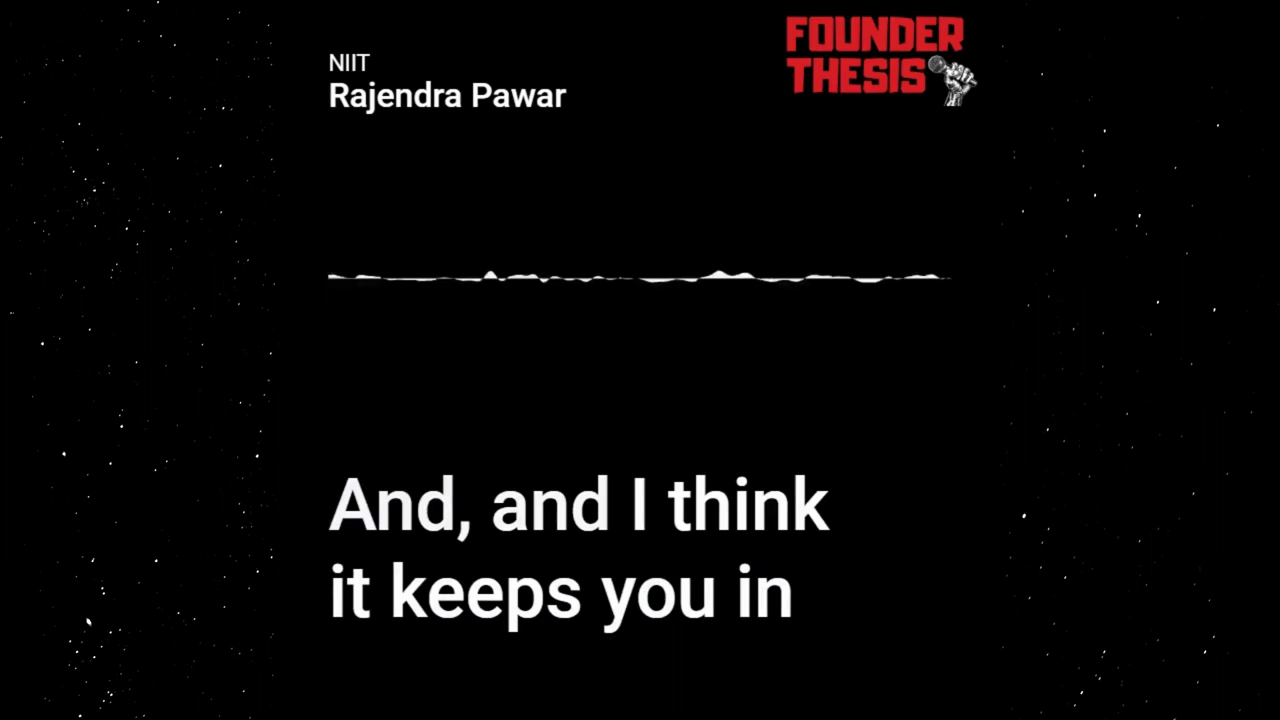 NIIT
Rajendra Pawar
FOUNDER
THESIS
And, and I think
it keeps you in